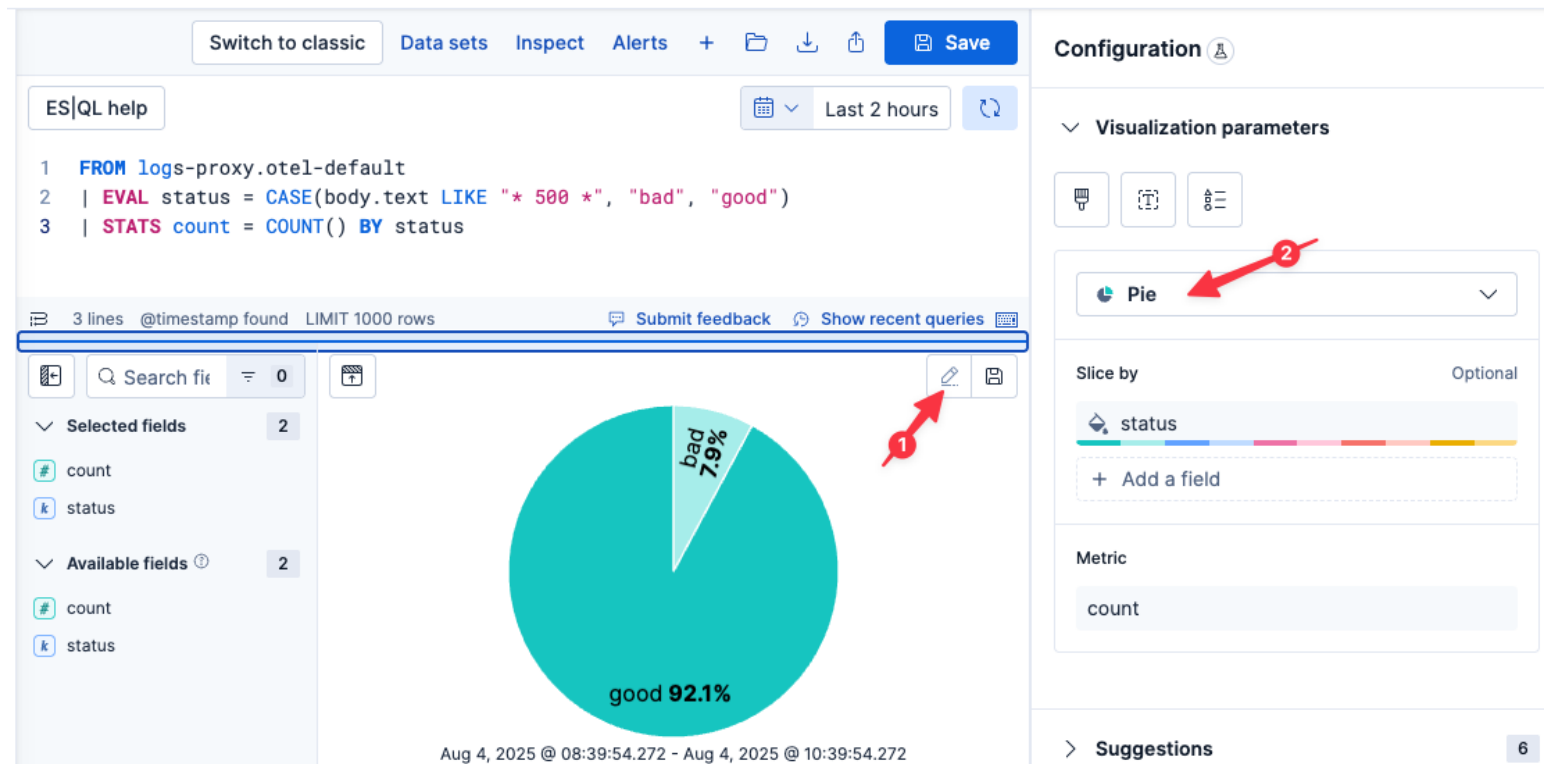 Switch to classic Data sets Inspect Alerts + Save
ES|QL help Last 2 hours
1 FROM logs-proxy.otel-default
2 | EVAL status = CASE(body.text LIKE "* 500 *", "bad", "good")
3 | STATS count = COUNT() BY status
3 lines @timestamp found LIMIT 1000 rows Submit feedback Show recent queries
Search fie 0
Selected fields 2
# count
k status
Available fields 2
# count
k status
1
bad
7.9%
good 92.1%
Aug 4, 2025 @ 08:39:54.272 - Aug 4, 2025 @ 10:39:54.272
Configuration
Visualization parameters
T
2
Pie
Slice by Optional
status
+ Add a field
Metric
count
Suggestions 6